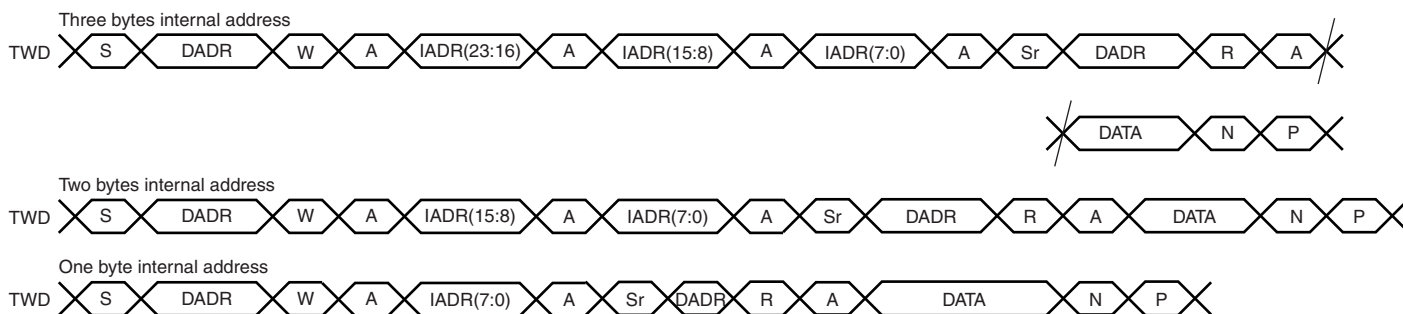 Three bytes internal address
TWD S DADR W A IADR(23:16) A IADR(15:8) A IADR(7:0) A Sr DADR R A
DATA N P
Two bytes internal address
TWD S DADR W A IADR(15:8) A IADR(7:0) A Sr DADR R A DATA N P
One byte internal address
TWD S DADR W A IADR(7:0) A Sr DADR R A DATA N P